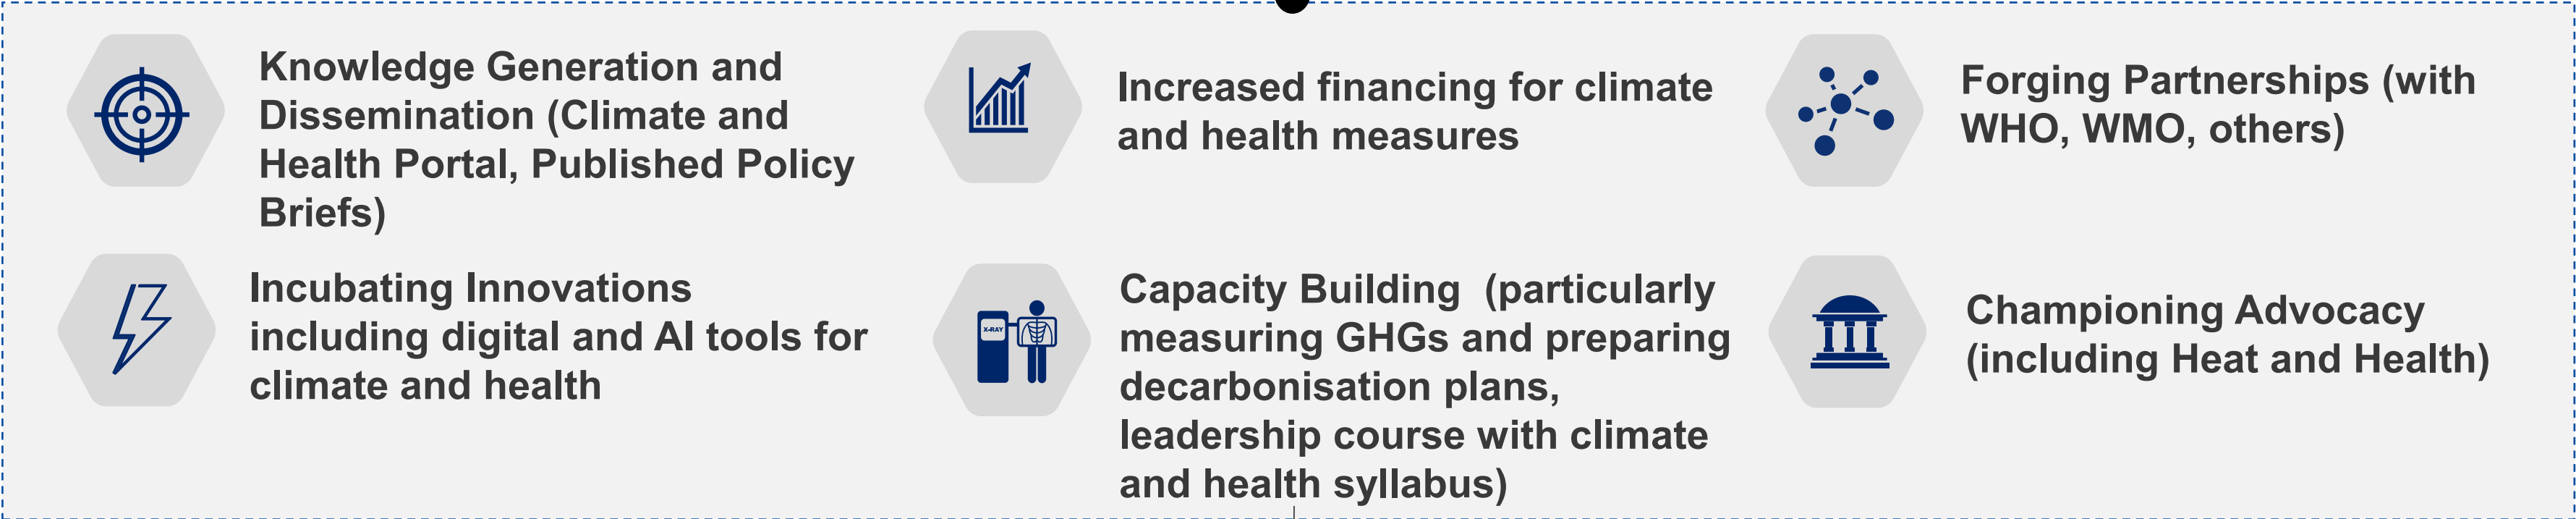 Knowledge Generation and
Dissemination (Climate and
Health Portal, Published Policy
Briefs)
Increased financing for climate
and health measures
Forging Partnerships (with
WHO, WMO, others)
Incubating Innovations
including digital and AI tools for
climate and health
X-RAY
Capacity Building  (particularly
measuring GHGs and preparing
decarbonisation plans,
leadership course with climate
and health syllabus)
Championing Advocacy
(including Heat and Health)